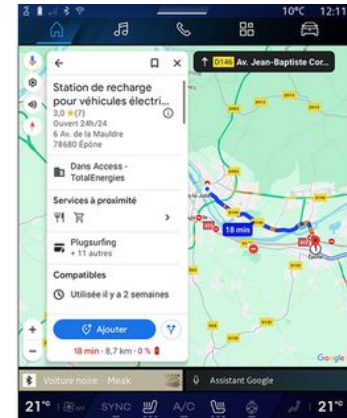 10°C 12:11
Station de recharge
pour véhicules électri...
3,0 ★ (7)
Ouvert 24h/24
6 Av. de la Mauldre
78680 Épône
Dans Access -
TotalEnergies
Services à proximité
Plugsurfing
+ 11 autres
Compatibles
Utilisée il y a 2 semaines
Ajouter
18 min · 8,7 km · 0 %
↑ D146 Av. Jean-Baptiste Cor...
18 min
Épône
Google
Voiture noire · Meak
Assistant Google
21° SYNC A/C 21°